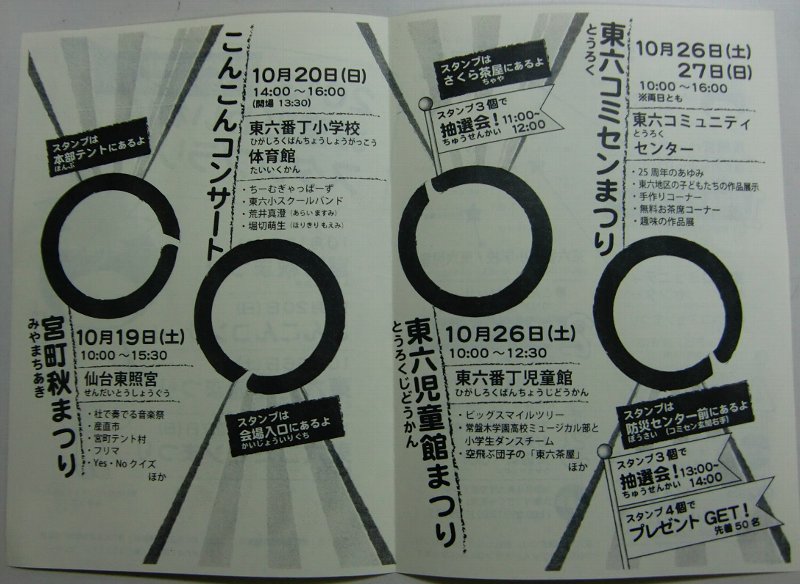 スタンプは
本部テントにあるよ
ほんぶ
宮町秋まつり
みやまちあき
10月19日(土)
10:00～15:30
仙台東照宮
せんだいとうしょうぐう
・杜で奏でる音楽祭
・産直市
・宮町テント村
・フリマ
・Yes・Noクイズ
ほか
こんこんコンサート
10月20日(日)
14:00～16:00
(開場 13:30)
東六番丁小学校
ひがしろくばんちょうしょうがっこう
体育館
たいいくかん
・ちーむぎゃっぱーず
・東六小スクールバンド
・荒井真澄(あらい ますみ)
・堀切萌生(ほりきり もえみ)
スタンプは
会場入口にあるよ
かいじょういりぐち
スタンプは
さくら茶屋にあるよ
ちゃや
スタンプ3個で
抽選会！11:00～
ちゅうせんかい 12:00
東六児童館まつり
とうろくじどうかん
10月26日(土)
10:00～12:30
東六番丁児童館
ひがしろくばんちょうじどうかん
・ビッグスマイルツリー
・常盤木学園高校ミュージカル部と
小学生ダンスチーム
・空飛ぶ団子の「東六茶屋」
ほか
東六コミセンまつり
とうろく
10月26日(土)
27日(日)
10:00～16:00
※両日とも
東六コミュニティ
とうろく
センター
・25周年のあゆみ
・東六地区の子どもたちの作品展示
・手作りコーナー
・無料お茶席コーナー
・趣味の作品展
スタンプは
防災センター前にあるよ
ぼうさい (コミセン玄関右手)
スタンプ3個で
抽選会！13:00～
ちゅうせんかい 14:00
スタンプ4個で
プレゼントGET！
先着50名